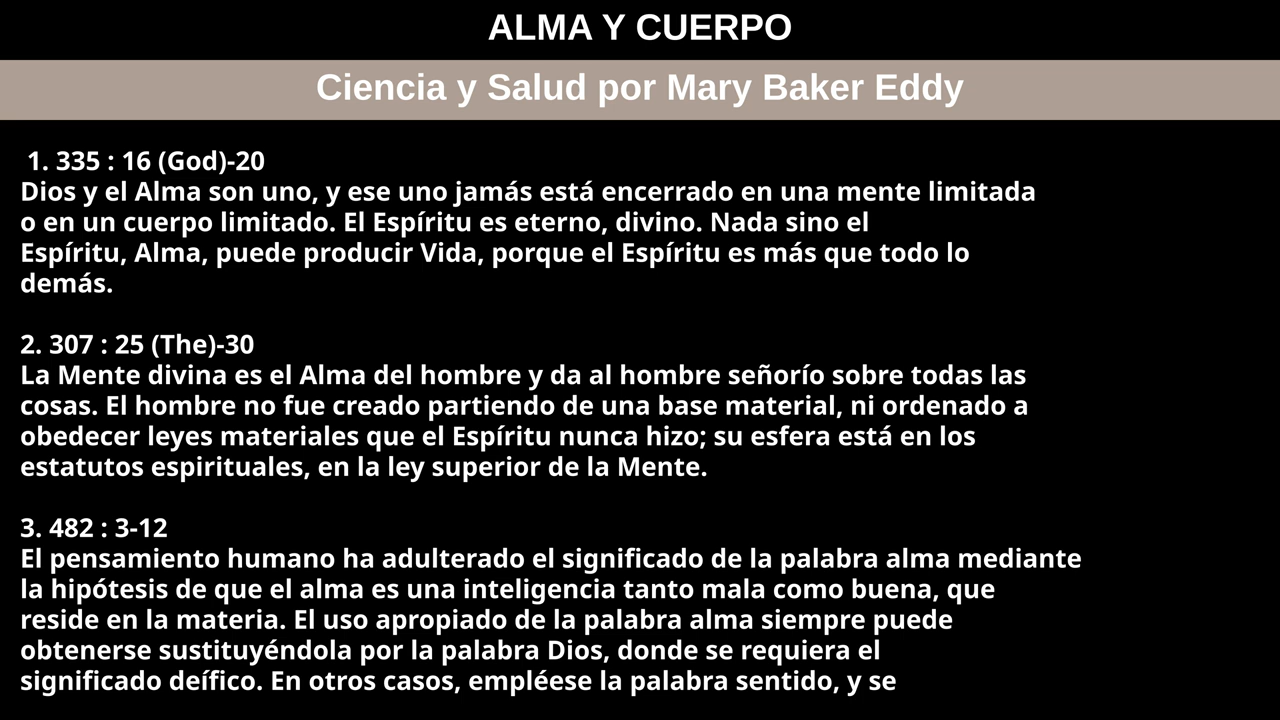 ALMA Y CUERPO
Ciencia y Salud por Mary Baker Eddy
1. 335 : 16 (God)-20
Dios y el Alma son uno, y ese uno jamás está encerrado en una mente limitada
o en un cuerpo limitado. El Espíritu es eterno, divino. Nada sino el
Espíritu, Alma, puede producir Vida, porque el Espíritu es más que todo lo
demás.
2. 307 : 25 (The)-30
La Mente divina es el Alma del hombre y da al hombre señorío sobre todas las
cosas. El hombre no fue creado partiendo de una base material, ni ordenado a
obedecer leyes materiales que el Espíritu nunca hizo; su esfera está en los
estatutos espirituales, en la ley superior de la Mente.
3. 482 : 3-12
El pensamiento humano ha adulterado el significado de la palabra alma mediante
la hipótesis de que el alma es una inteligencia tanto mala como buena, que
reside en la materia. El uso apropiado de la palabra alma siempre puede
obtenerse sustituyéndola por la palabra Dios, donde se requiera el
significado deífico. En otros casos, empléese la palabra sentido, y se